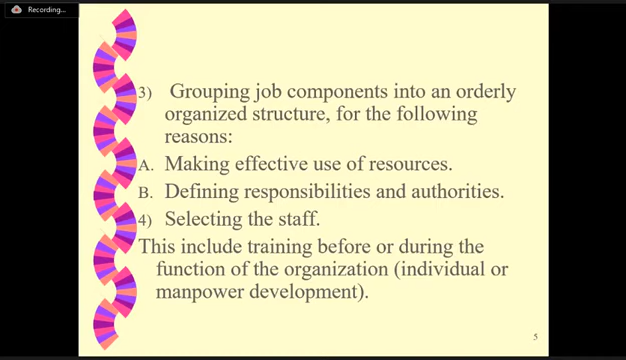 Recording...
3) Grouping job components into an orderly
organized structure, for the following
reasons:
A. Making effective use of resources.
B. Defining responsibilities and authorities.
4) Selecting the staff.
This include training before or during the
function of the organization (individual or
manpower development).
5